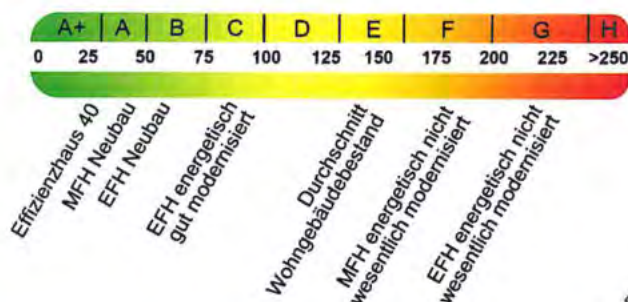 A+ A B C D E F G H
0 25 50 75 100 125 150 175 200 225 >250
Effizienzhaus 40
MFH Neubau
EFH Neubau
EFH energetisch
gut modernisiert
Durchschnitt
Wohngebäudebestand
MFH energetisch nicht
wesentlich modernisiert
EFH energetisch nicht
wesentlich modernisiert